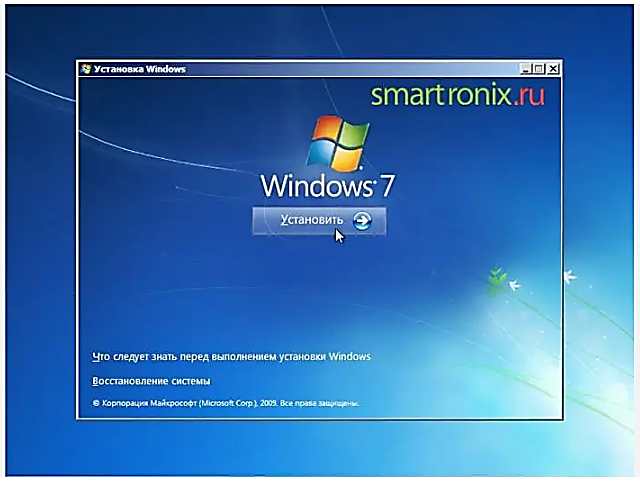 Установка Windows
smartronix.ru
Windows 7
Установить
Что следует знать перед выполнением установки Windows
Восстановление системы
© Корпорация Майкрософт (Microsoft Corp.), 2009. Все права защищены.